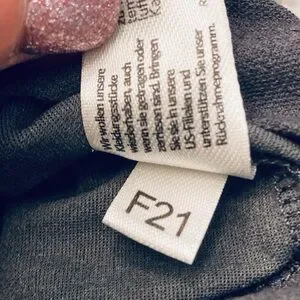 Wir wollen unsere
Kleidungsstücke
wiederhaben, auch
wenn sie getragen oder
zerrissen sind. Bringen
Sie sie in unsere
US-Filialen und
unterstützen Sie unser
Rücknahmeprogramm.
F21